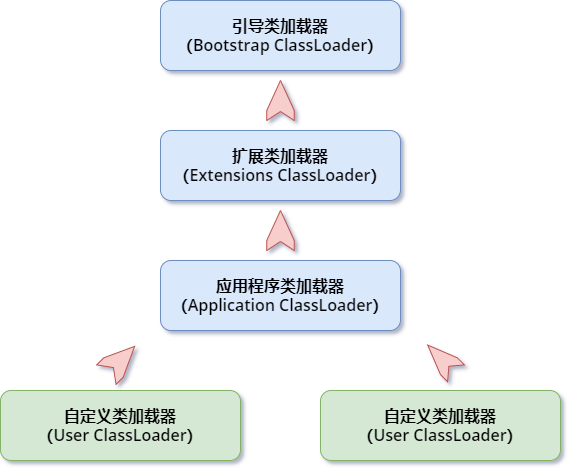 引导类加载器
(Bootstrap ClassLoader)
扩展类加载器
(Extensions ClassLoader)
应用程序类加载器
(Application ClassLoader)
自定义类加载器
(User ClassLoader)
自定义类加载器
(User ClassLoader)